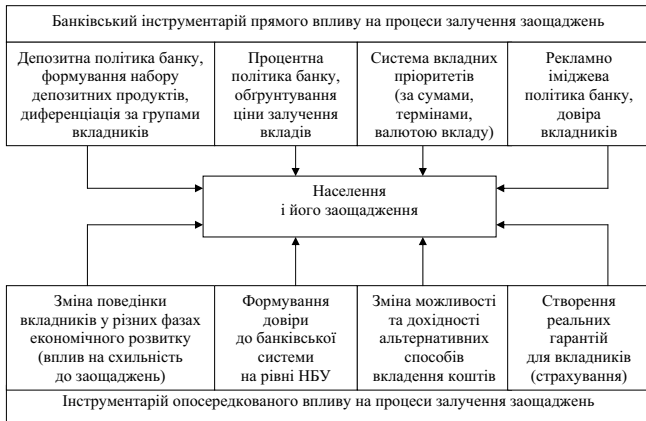 Банківський інструментарій прямого впливу на процеси залучення заощаджень
Депозитна політика банку,
формування набору
депозитних продуктів,
диференціація за групами
вкладників
Процентна
політика банку,
обґрунтування
ціни залучення
вкладів
Система вкладних
пріоритетів
(за сумами,
термінами,
валютою вкладу)
Рекламно
іміджева
політика банку,
довіра
вкладників
Населення
і його заощадження
Зміна поведінки
вкладників у різних фазах
економічного розвитку
(вплив на схильність
до заощаджень)
Формування
довіри
до банківської
системи
на рівні НБУ
Зміна можливості
та дохідності
альтернативних
способів
вкладення коштів
Створення
реальних
гарантій
для вкладників
(страхування)
Інструментарій опосередкованого впливу на процеси залучення заощаджень